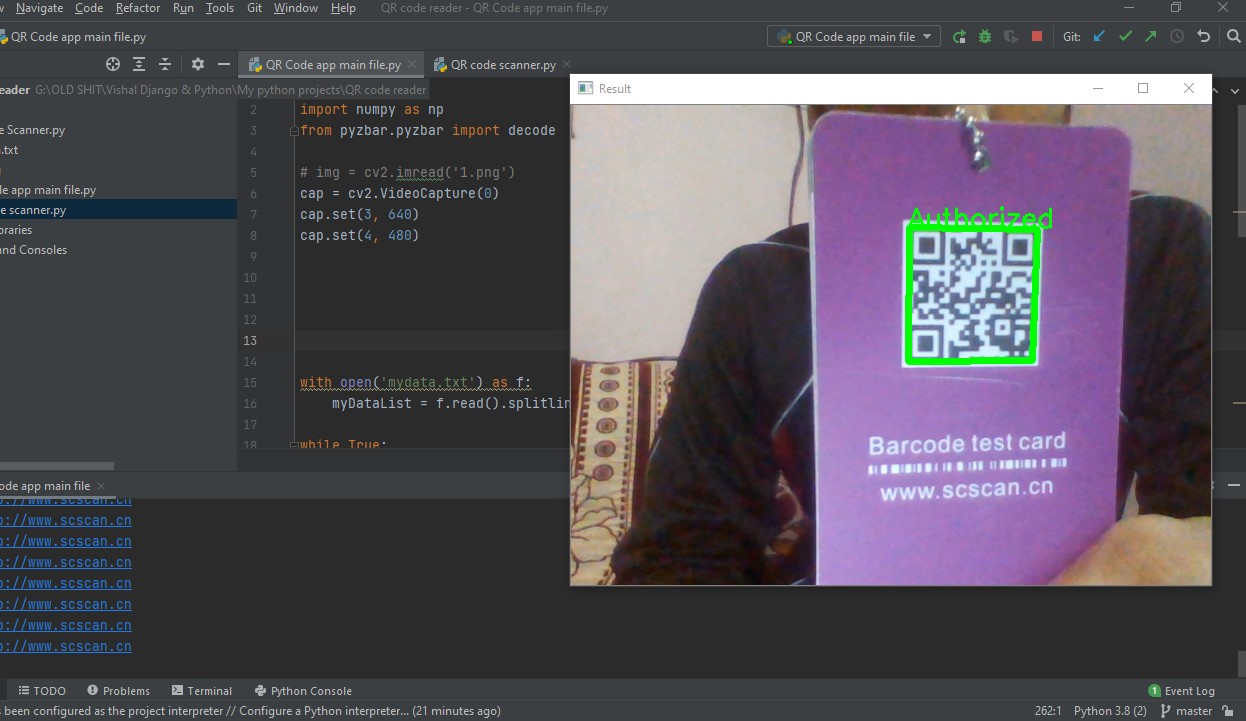 Navigate Code Refactor Run Tools Git Window Help QR code reader - QR Code app main file.py
QR Code app main file.py
QR Code app main file
Git:
QR Code app main file.py
QR code scanner.py
eader G:\OLD SHIT\Vishal Django & Python\My python projects\QR code reader
e Scanner.py
.txt
de app main file.py
e scanner.py
oraries
nd Consoles
2 import numpy as np
3 from pyzbar.pyzbar import decode
4
5 # img = cv2.imread('1.png')
6 cap = cv2.VideoCapture(0)
7 cap.set(3, 640)
8 cap.set(4, 480)
9
10
11
12
13
14
15 with open('mydata.txt') as f:
16 myDataList = f.read().splitlin
17
18 while True:
Result
Authorized
Barcode test card
www.scscan.cn
ode app main file
p://www.scscan.cn
p://www.scscan.cn
p://www.scscan.cn
p://www.scscan.cn
p://www.scscan.cn
p://www.scscan.cn
p://www.scscan.cn
p://www.scscan.cn
TODO Problems Terminal Python Console
1 Event Log
s been configured as the project interpreter // Configure a Python interpreter... (21 minutes ago)
262:1 Python 3.8 (2) master